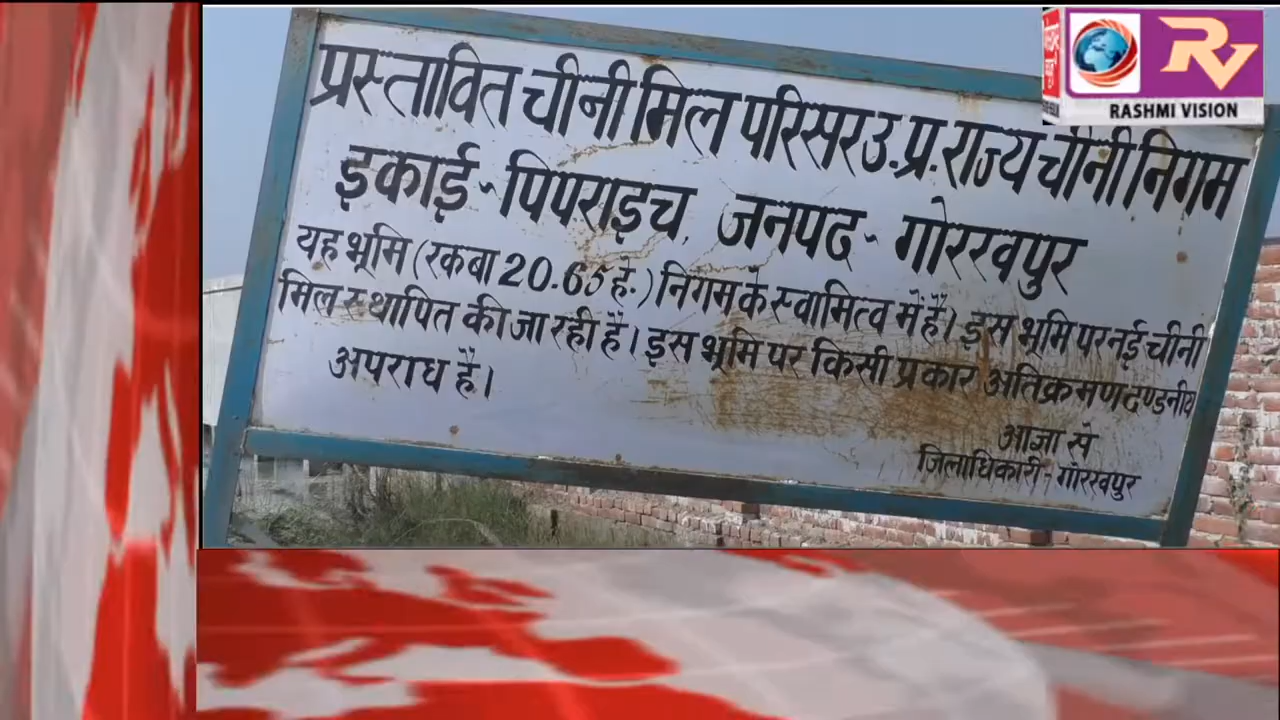 प्रस्तावित चीनी मिल परिसर उ.प्र. राज्य चीनी निगम
इकाई - पिपराइच, जनपद - गोरखपुर
यह भूमि (रकबा 20.65 हे.) निगम के स्वामित्व में है। इस भूमि पर नई चीनी
मिल स्थापित की जा रही है। इस भूमि पर किसी प्रकार अतिक्रमण दण्डनीय
अपराध है।
आज्ञा से
जिलाधिकारी - गोरखपुर
RV
RASHMI VISION